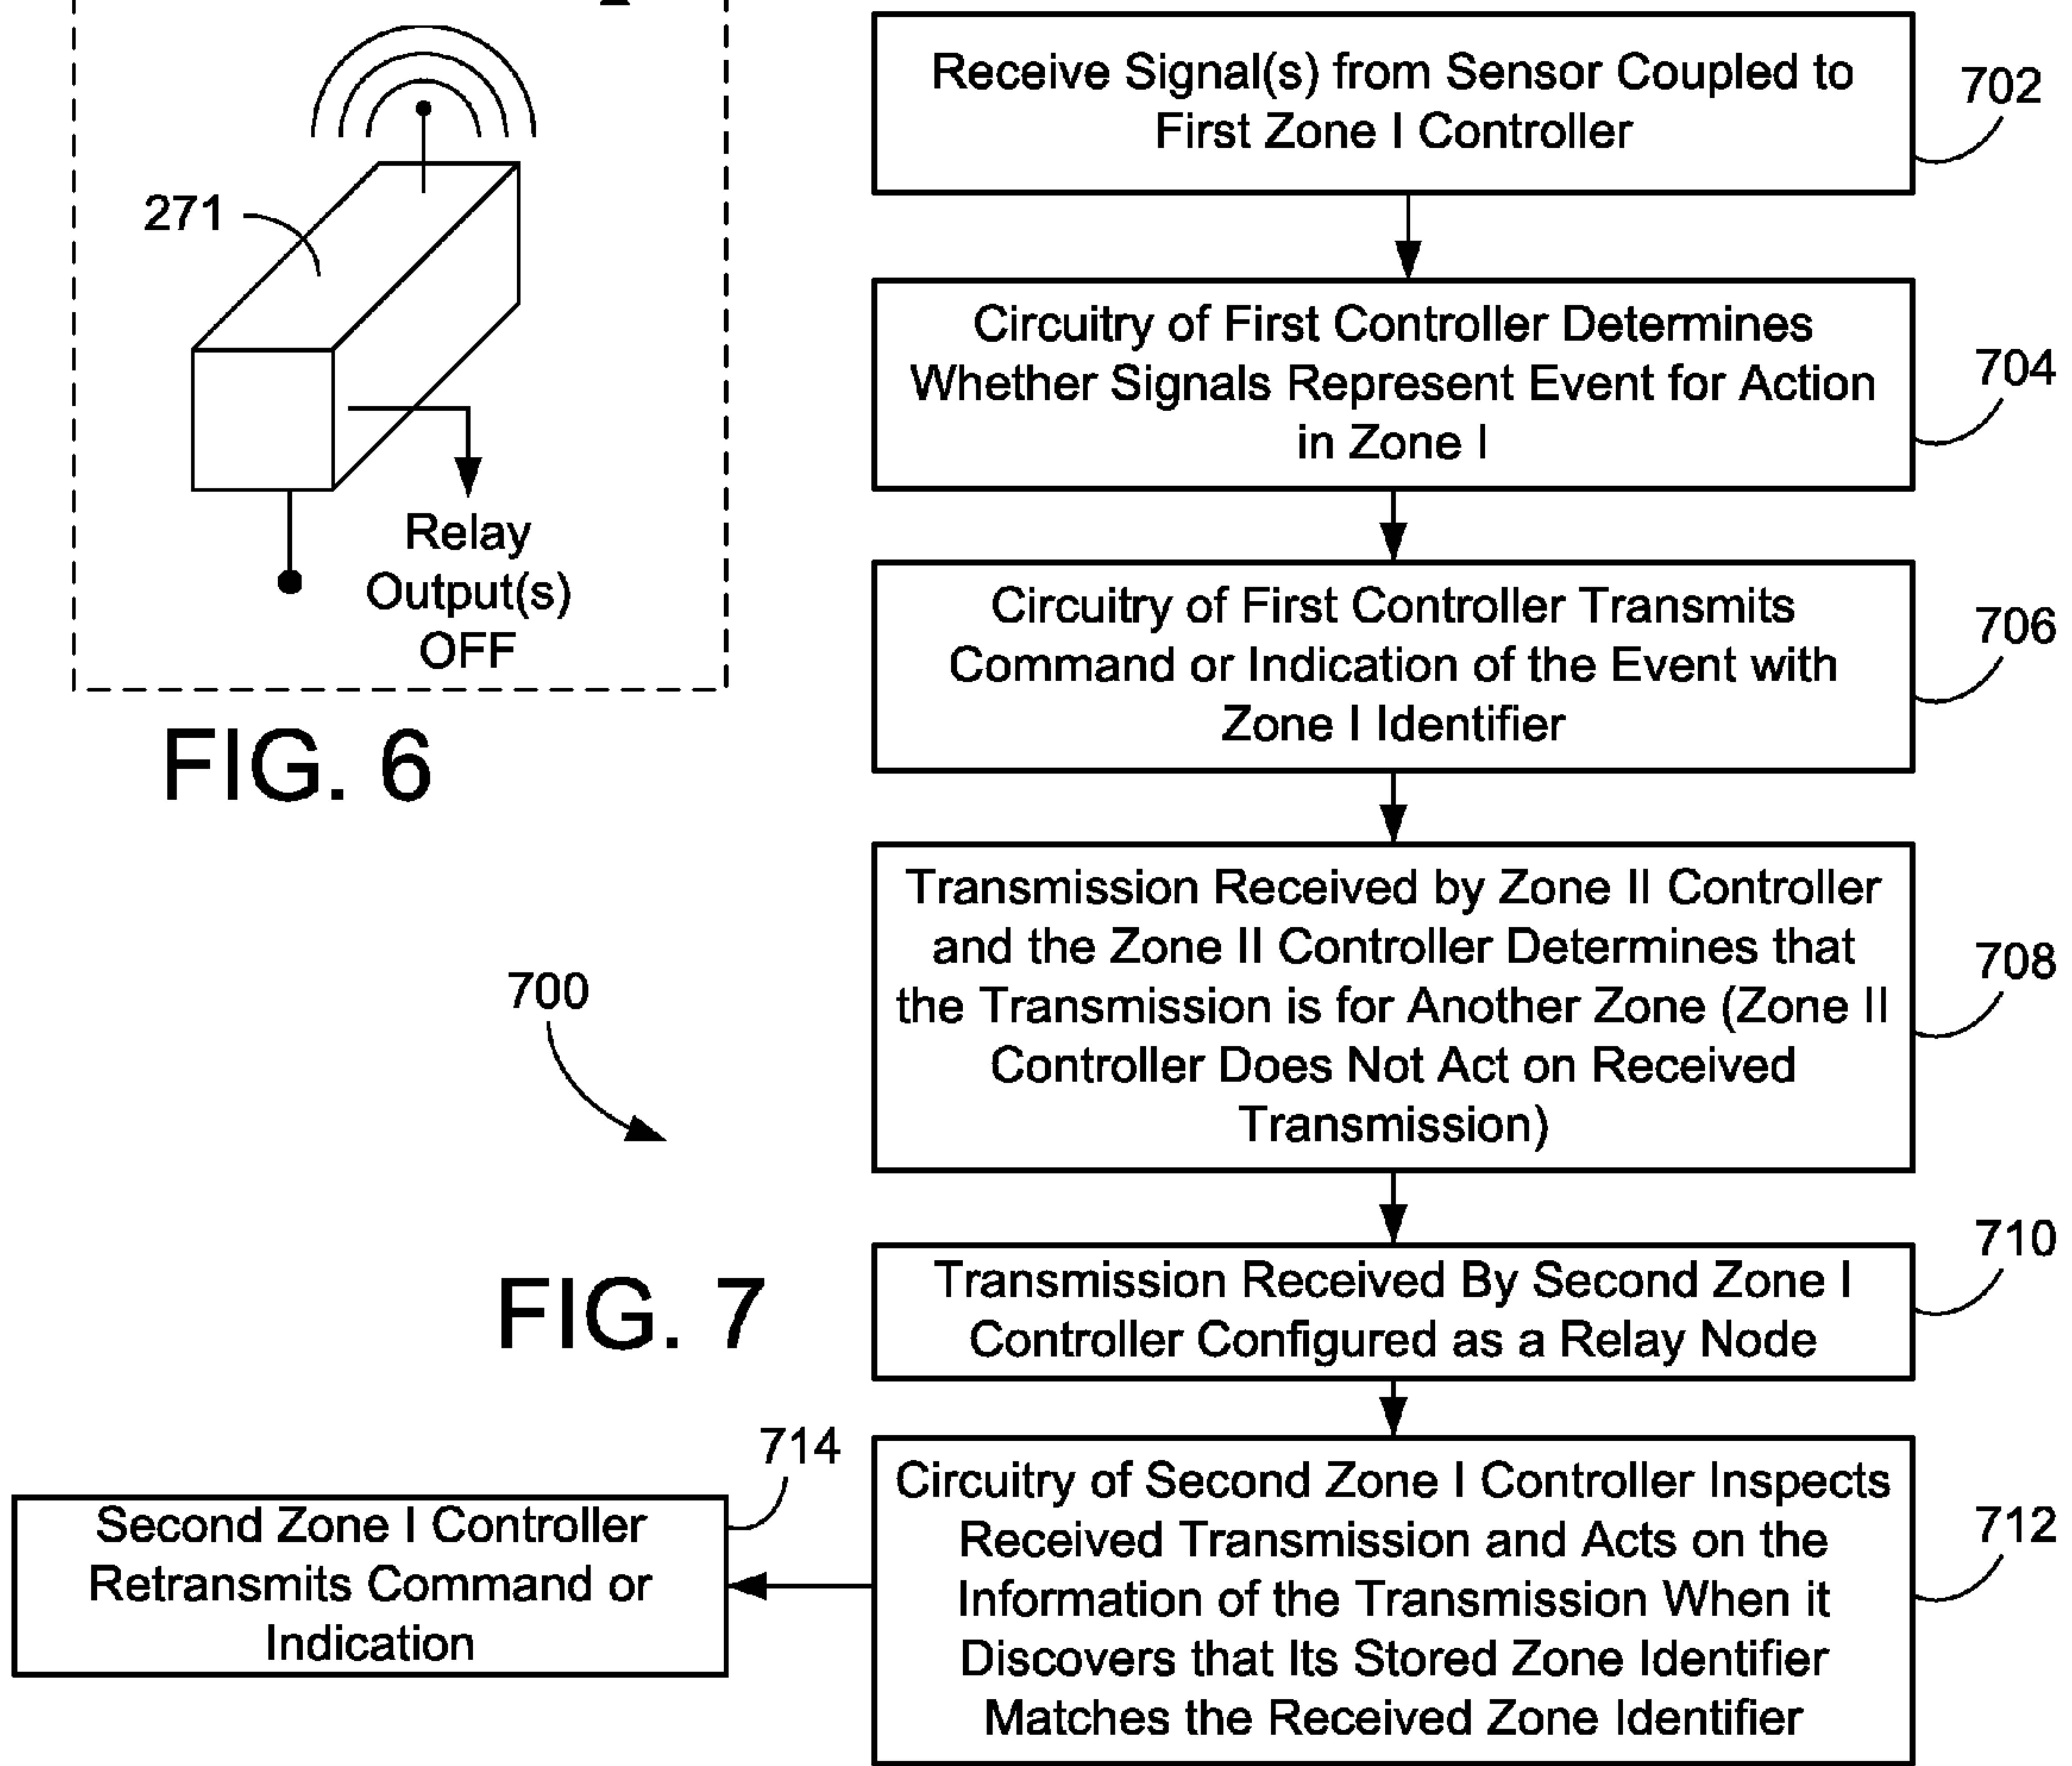 271
Relay
Output(s)
OFF
FIG. 6
Receive Signal(s) from Sensor Coupled to
First Zone I Controller
702
Circuitry of First Controller Determines
Whether Signals Represent Event for Action
in Zone I
704
Circuitry of First Controller Transmits
Command or Indication of the Event with
Zone I Identifier
706
Transmission Received by Zone II Controller
and the Zone II Controller Determines that
the Transmission is for Another Zone (Zone II
Controller Does Not Act on Received
Transmission)
708
700
Transmission Received By Second Zone I
Controller Configured as a Relay Node
710
FIG. 7
Circuitry of Second Zone I Controller Inspects
Received Transmission and Acts on the
Information of the Transmission When it
Discovers that Its Stored Zone Identifier
Matches the Received Zone Identifier
712
714
Second Zone I Controller
Retransmits Command or
Indication